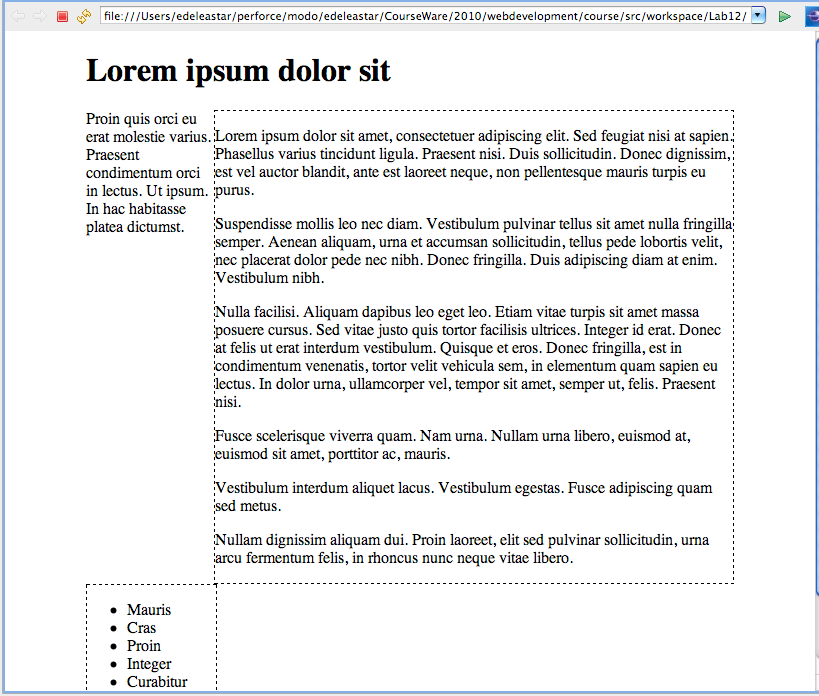 file:///Users/edeleastar/perforce/modo/edeleastar/CourseWare/2010/webdevelopment/course/src/workspace/Lab12/
Lorem ipsum dolor sit
Proin quis orci eu
erat molestie varius.
Praesent
condimentum orci
in lectus. Ut ipsum.
In hac habitasse
platea dictumst.
Lorem ipsum dolor sit amet, consectetuer adipiscing elit. Sed feugiat nisi at sapien.
Phasellus varius tincidunt ligula. Praesent nisi. Duis sollicitudin. Donec dignissim,
est vel auctor blandit, ante est laoreet neque, non pellentesque mauris turpis eu
purus.
Suspendisse mollis leo nec diam. Vestibulum pulvinar tellus sit amet nulla fringilla
semper. Aenean aliquam, urna et accumsan sollicitudin, tellus pede lobortis velit,
nec placerat dolor pede nec nibh. Donec fringilla. Duis adipiscing diam at enim.
Vestibulum nibh.
Nulla facilisi. Aliquam dapibus leo eget leo. Etiam vitae turpis sit amet massa
posuere cursus. Sed vitae justo quis tortor facilisis ultrices. Integer id erat. Donec
at felis ut erat interdum vestibulum. Quisque et eros. Donec fringilla, est in
condimentum venenatis, tortor velit vehicula sem, in elementum quam sapien eu
lectus. In dolor urna, ullamcorper vel, tempor sit amet, semper ut, felis. Praesent
nisi.
Fusce scelerisque viverra quam. Nam urna. Nullam urna libero, euismod at,
euismod sit amet, porttitor ac, mauris.
Vestibulum interdum aliquet lacus. Vestibulum egestas. Fusce adipiscing quam
sed metus.
Nullam dignissim aliquam dui. Proin laoreet, elit sed pulvinar sollicitudin, urna
arcu fermentum felis, in rhoncus nunc neque vitae libero.
Mauris
Cras
Proin
Integer
Curabitur